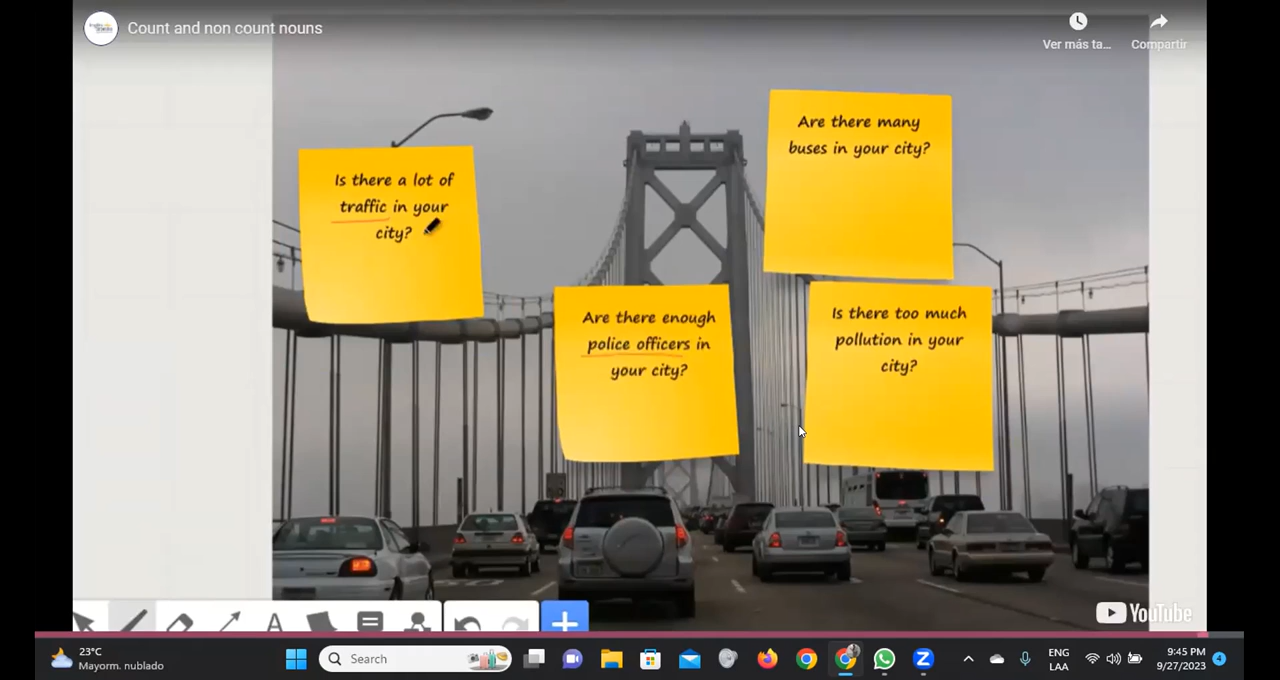 Count and non count nouns
Ver más ta...
Compartir
Is there a lot of
traffic in your
city?
Are there many
buses in your city?
Are there enough
police officers in
your city?
Is there too much
pollution in your
city?
A
YouTube
23°C
Mayorm. nublado
Search
ENG
LAA
9:45 PM
9/27/2023
4